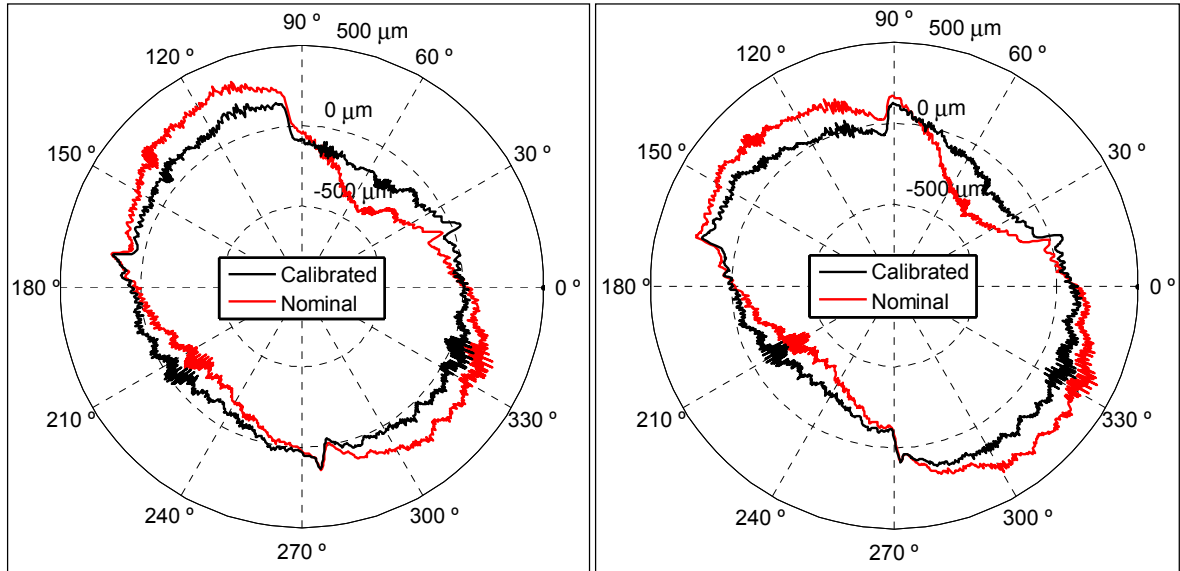 90 º
500 µm
120 º
60 º
0 µm
150 º
30 º
-500 µm
Calibrated
180 º
0 º
Nominal
210 º
330 º
240 º
300 º
270 º
90 º
500 µm
120 º
60 º
0 µm
150 º
30 º
-500 µm
Calibrated
180 º
0 º
Nominal
210 º
330 º
240 º
300 º
270 º